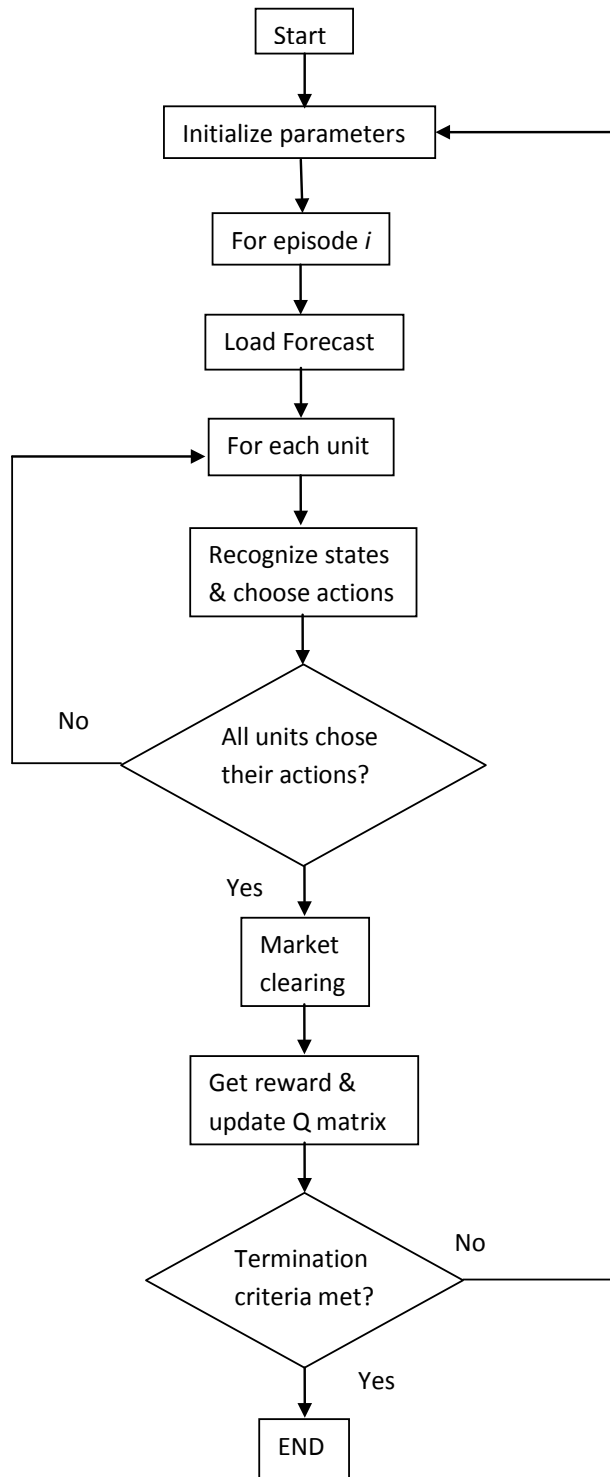 Start
Initialize parameters
For episode i
Load Forecast
For each unit
Recognize states
& choose actions
No
All units chose
their actions?
Yes
Market
clearing
Get reward &
update Q matrix
No
Termination
criteria met?
Yes
END